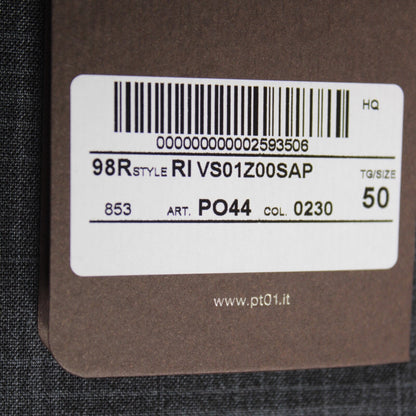 HQ
000000000002593506
98R STYLE RI VS01Z00SAP
TG/SIZE
853 ART. PO44 COL. 0230 50
www.pt01.it